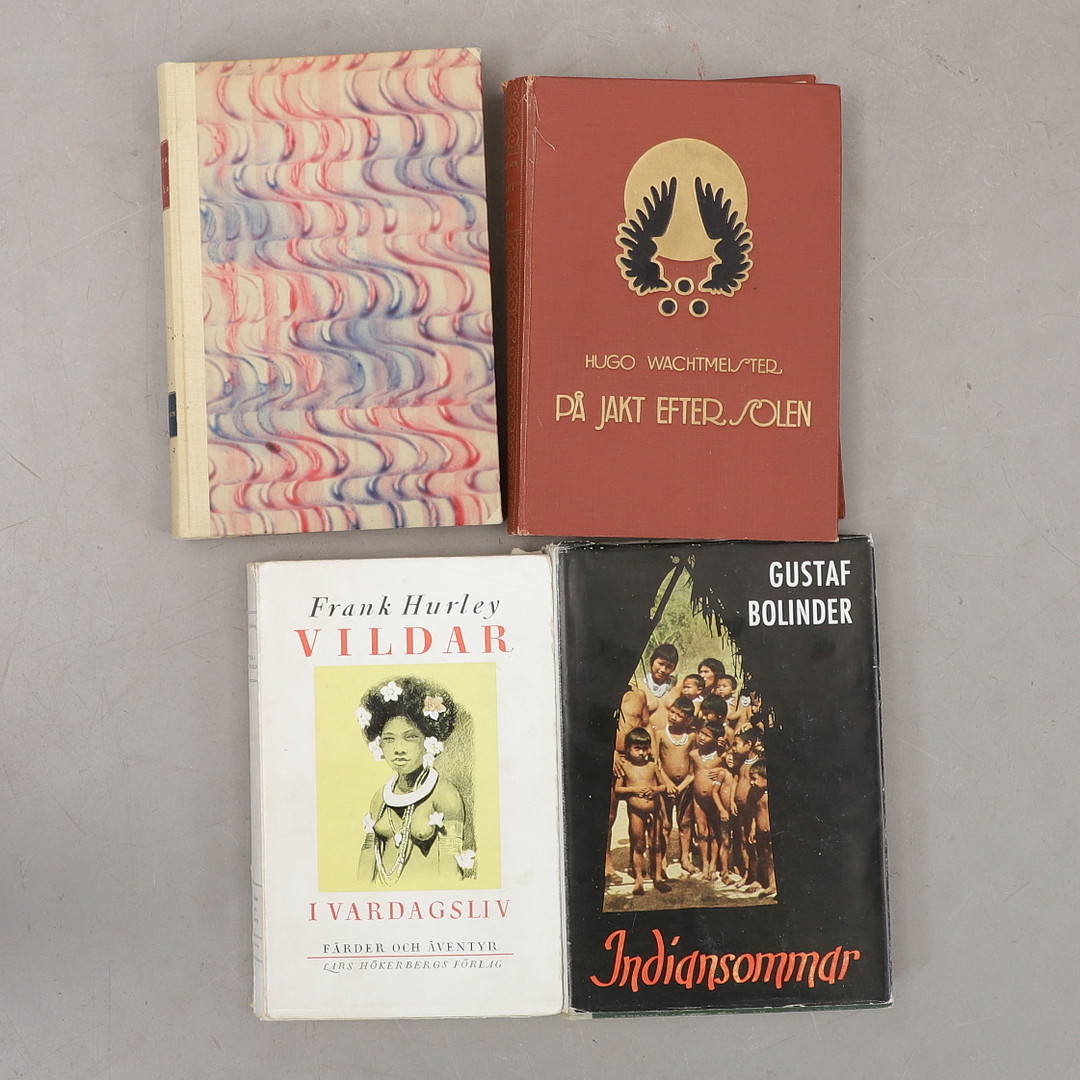 HUGO WACHTMEISTER
PÅ JAKT EFTER SOLEN
Frank Hurley
VILDAR
I VARDAGSLIV
FÄRDER OCH ÄVENTYR
LARS HÖKERBERGS FÖRLAG
GUSTAF
BOLINDER
Indiansommar